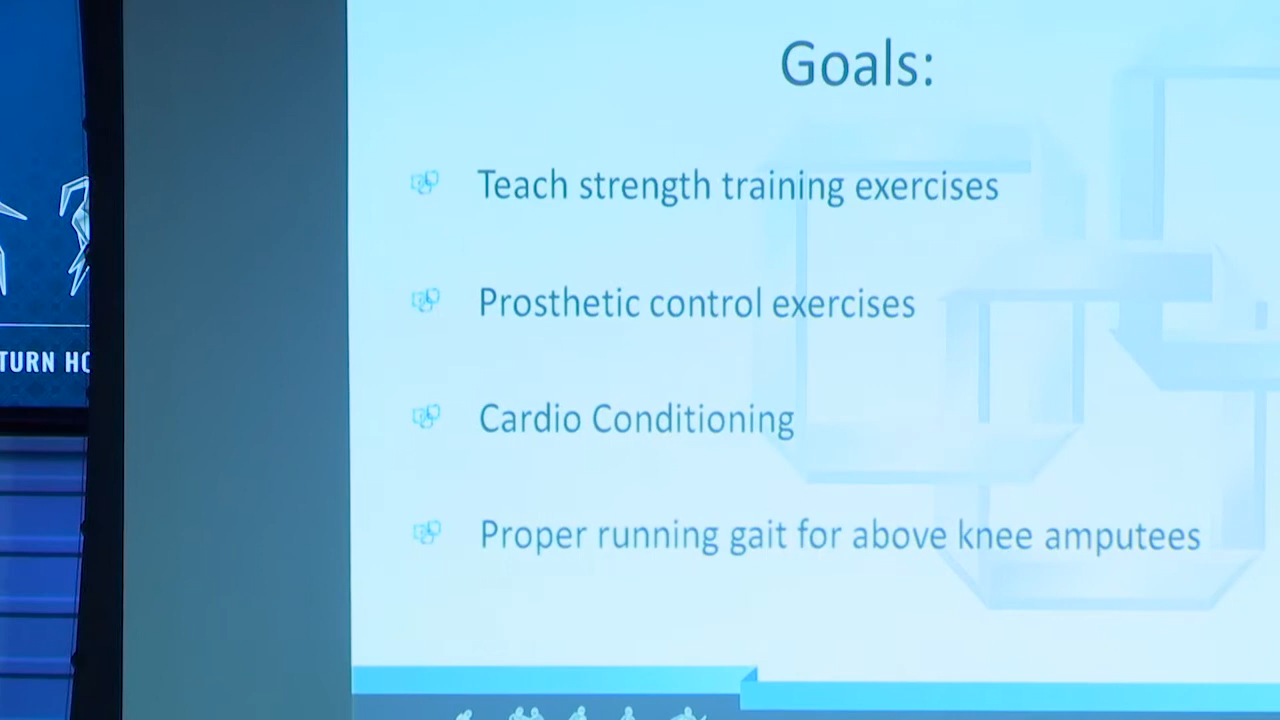 Goals:
Teach strength training exercises
Prosthetic control exercises
Cardio Conditioning
Proper running gait for above knee amputees
TURN HO